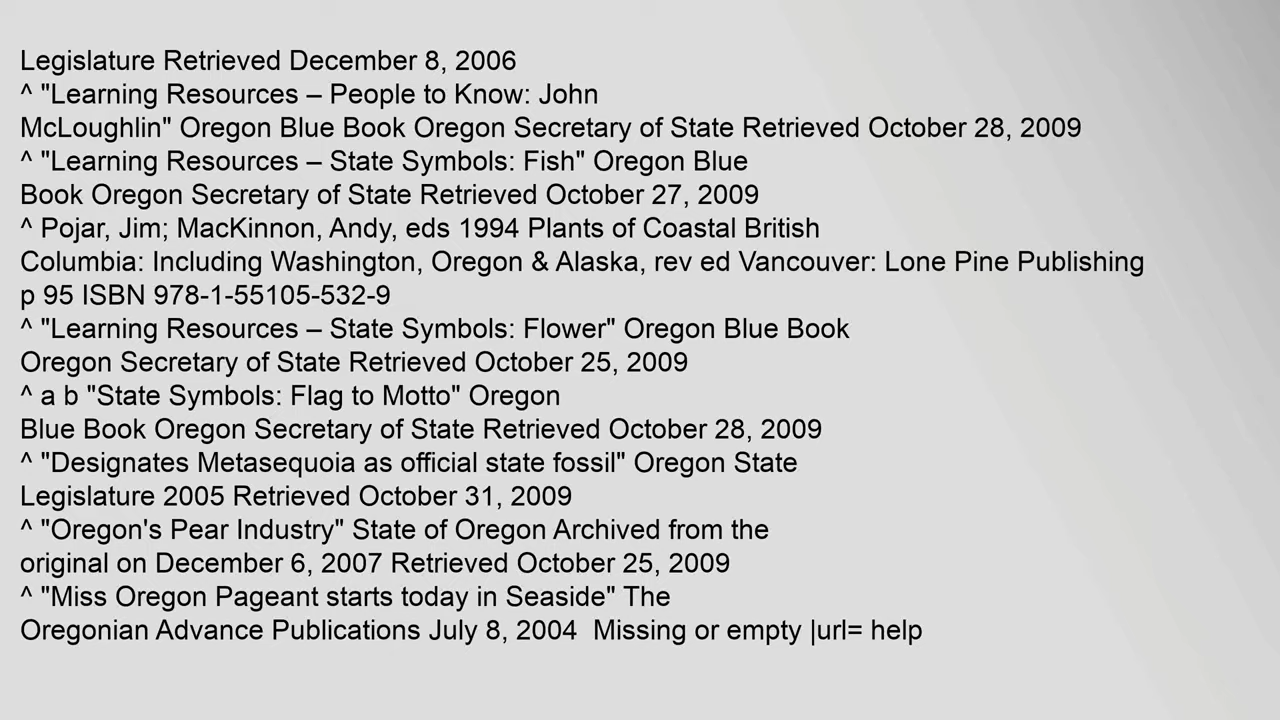 Legislature Retrieved December 8, 2006
^ "Learning Resources – People to Know: John
McLoughlin" Oregon Blue Book Oregon Secretary of State Retrieved October 28, 2009
^ "Learning Resources – State Symbols: Fish" Oregon Blue
Book Oregon Secretary of State Retrieved October 27, 2009
^ Pojar, Jim; MacKinnon, Andy, eds 1994 Plants of Coastal British
Columbia: Including Washington, Oregon & Alaska, rev ed Vancouver: Lone Pine Publishing
p 95 ISBN 978-1-55105-532-9
^ "Learning Resources – State Symbols: Flower" Oregon Blue Book
Oregon Secretary of State Retrieved October 25, 2009
^ a b "State Symbols: Flag to Motto" Oregon
Blue Book Oregon Secretary of State Retrieved October 28, 2009
^ "Designates Metasequoia as official state fossil" Oregon State
Legislature 2005 Retrieved October 31, 2009
^ "Oregon's Pear Industry" State of Oregon Archived from the
original on December 6, 2007 Retrieved October 25, 2009
^ "Miss Oregon Pageant starts today in Seaside" The
Oregonian Advance Publications July 8, 2004  Missing or empty |url= help